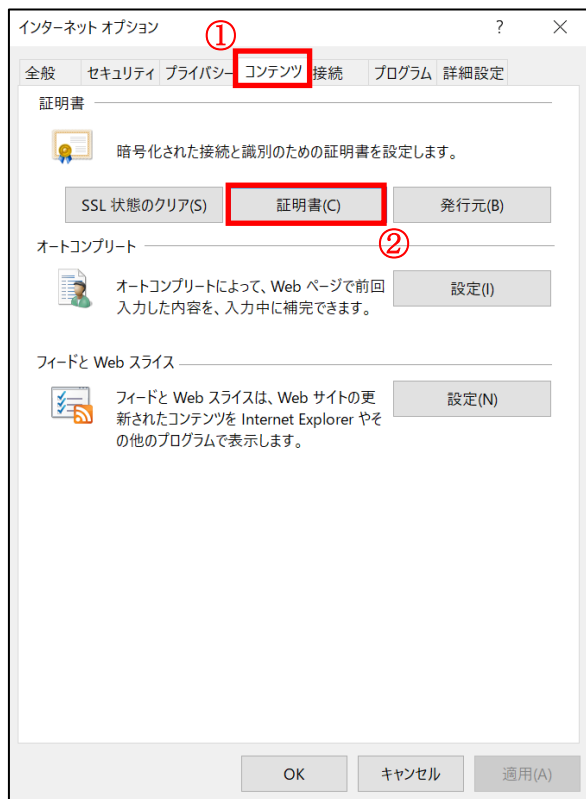 インターネット オプション ? ×
①
全般 セキュリティ プライバシー コンテンツ 接続 プログラム 詳細設定
証明書
暗号化された接続と識別のための証明書を設定します。
SSL 状態のクリア(S) 証明書(C) 発行元(B)
②
オートコンプリート
オートコンプリートによって、Web ページで前回
入力した内容を、入力中に補完できます。
設定(I)
フィードと Web スライス
フィードと Web スライスは、Web サイトの更
新されたコンテンツを Internet Explorer やそ
の他のプログラムで表示します。
設定(N)
OK キャンセル 適用(A)